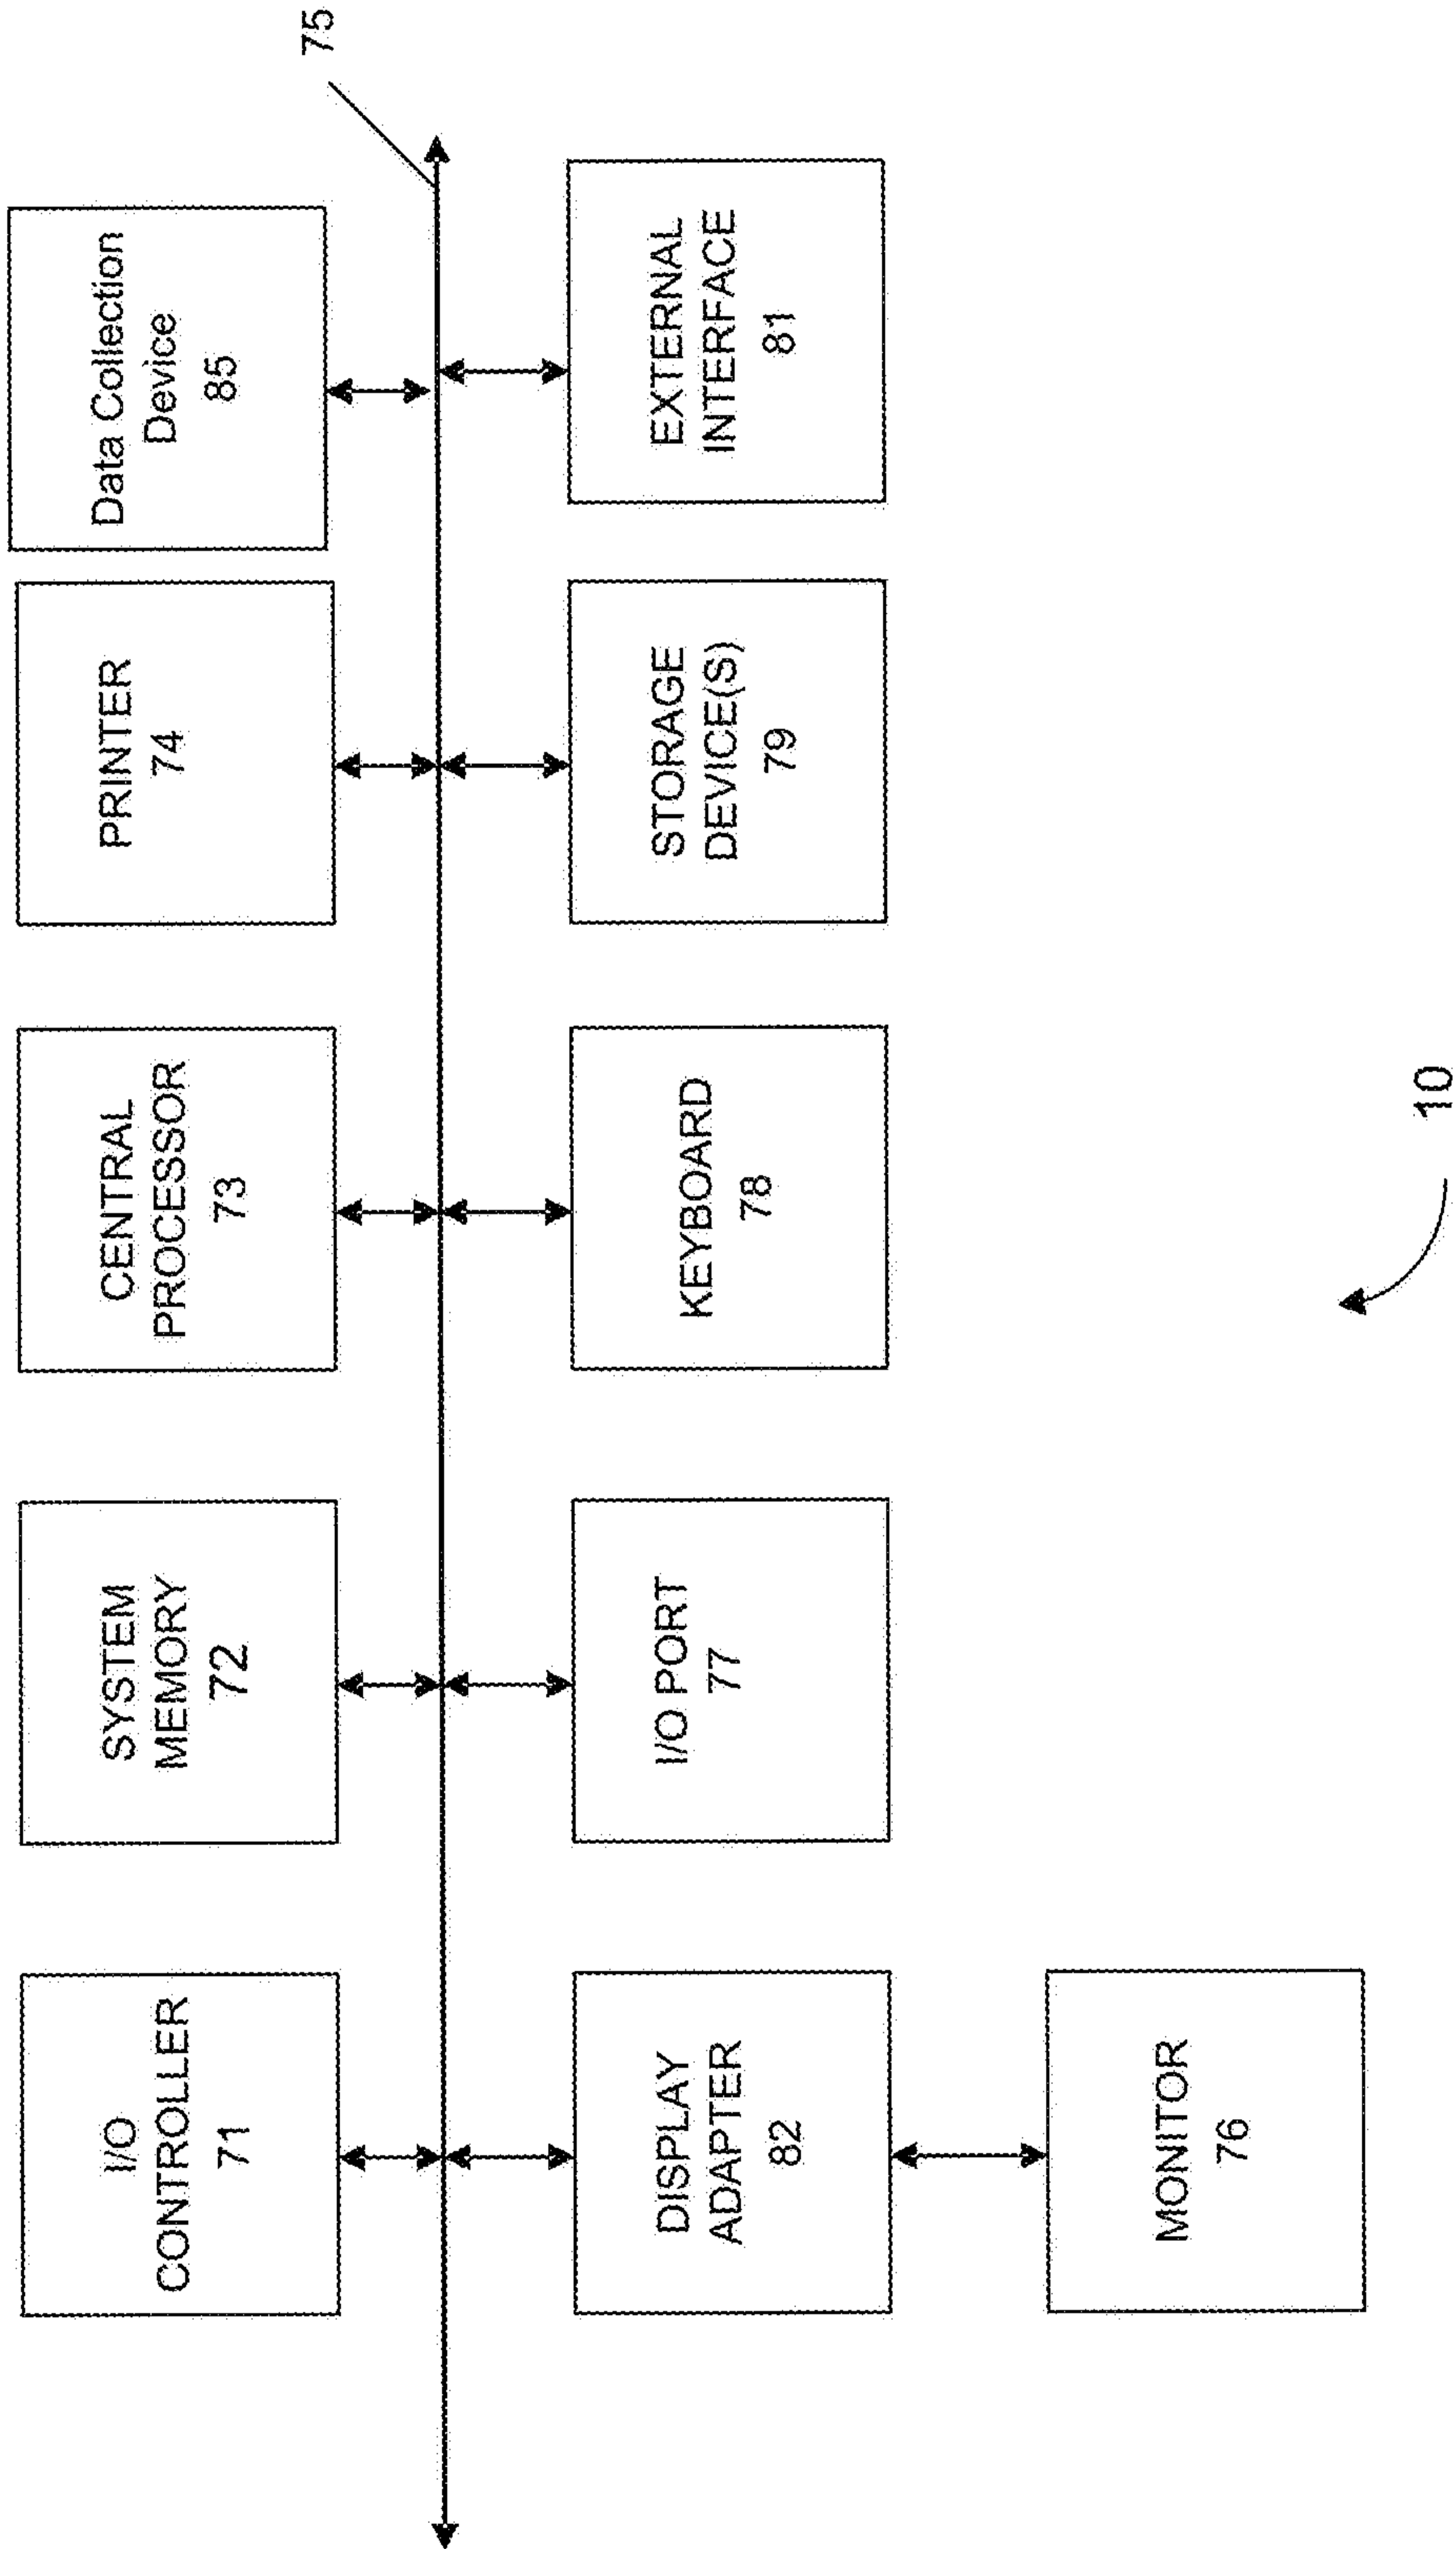 I/O
CONTROLLER
71
SYSTEM
MEMORY
72
CENTRAL
PROCESSOR
73
PRINTER
74
Data Collection
Device
85
75
DISPLAY
ADAPTER
82
I/O PORT
77
KEYBOARD
78
STORAGE
DEVICE(S)
79
EXTERNAL
INTERFACE
81
MONITOR
76
10